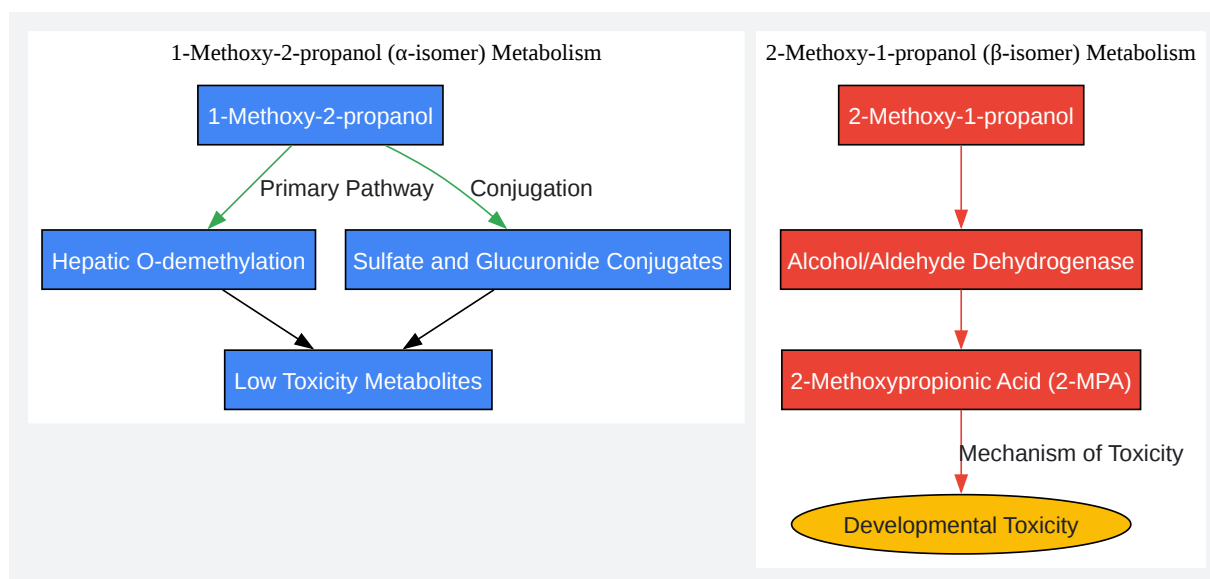 1-Methoxy-2-propanol (α-isomer) Metabolism
1-Methoxy-2-propanol
Primary Pathway
Conjugation
Hepatic O-demethylation
Sulfate and Glucuronide Conjugates
Low Toxicity Metabolites
2-Methoxy-1-propanol (β-isomer) Metabolism
2-Methoxy-1-propanol
Alcohol/Aldehyde Dehydrogenase
2-Methoxypropionic Acid (2-MPA)
Mechanism of Toxicity
Developmental Toxicity